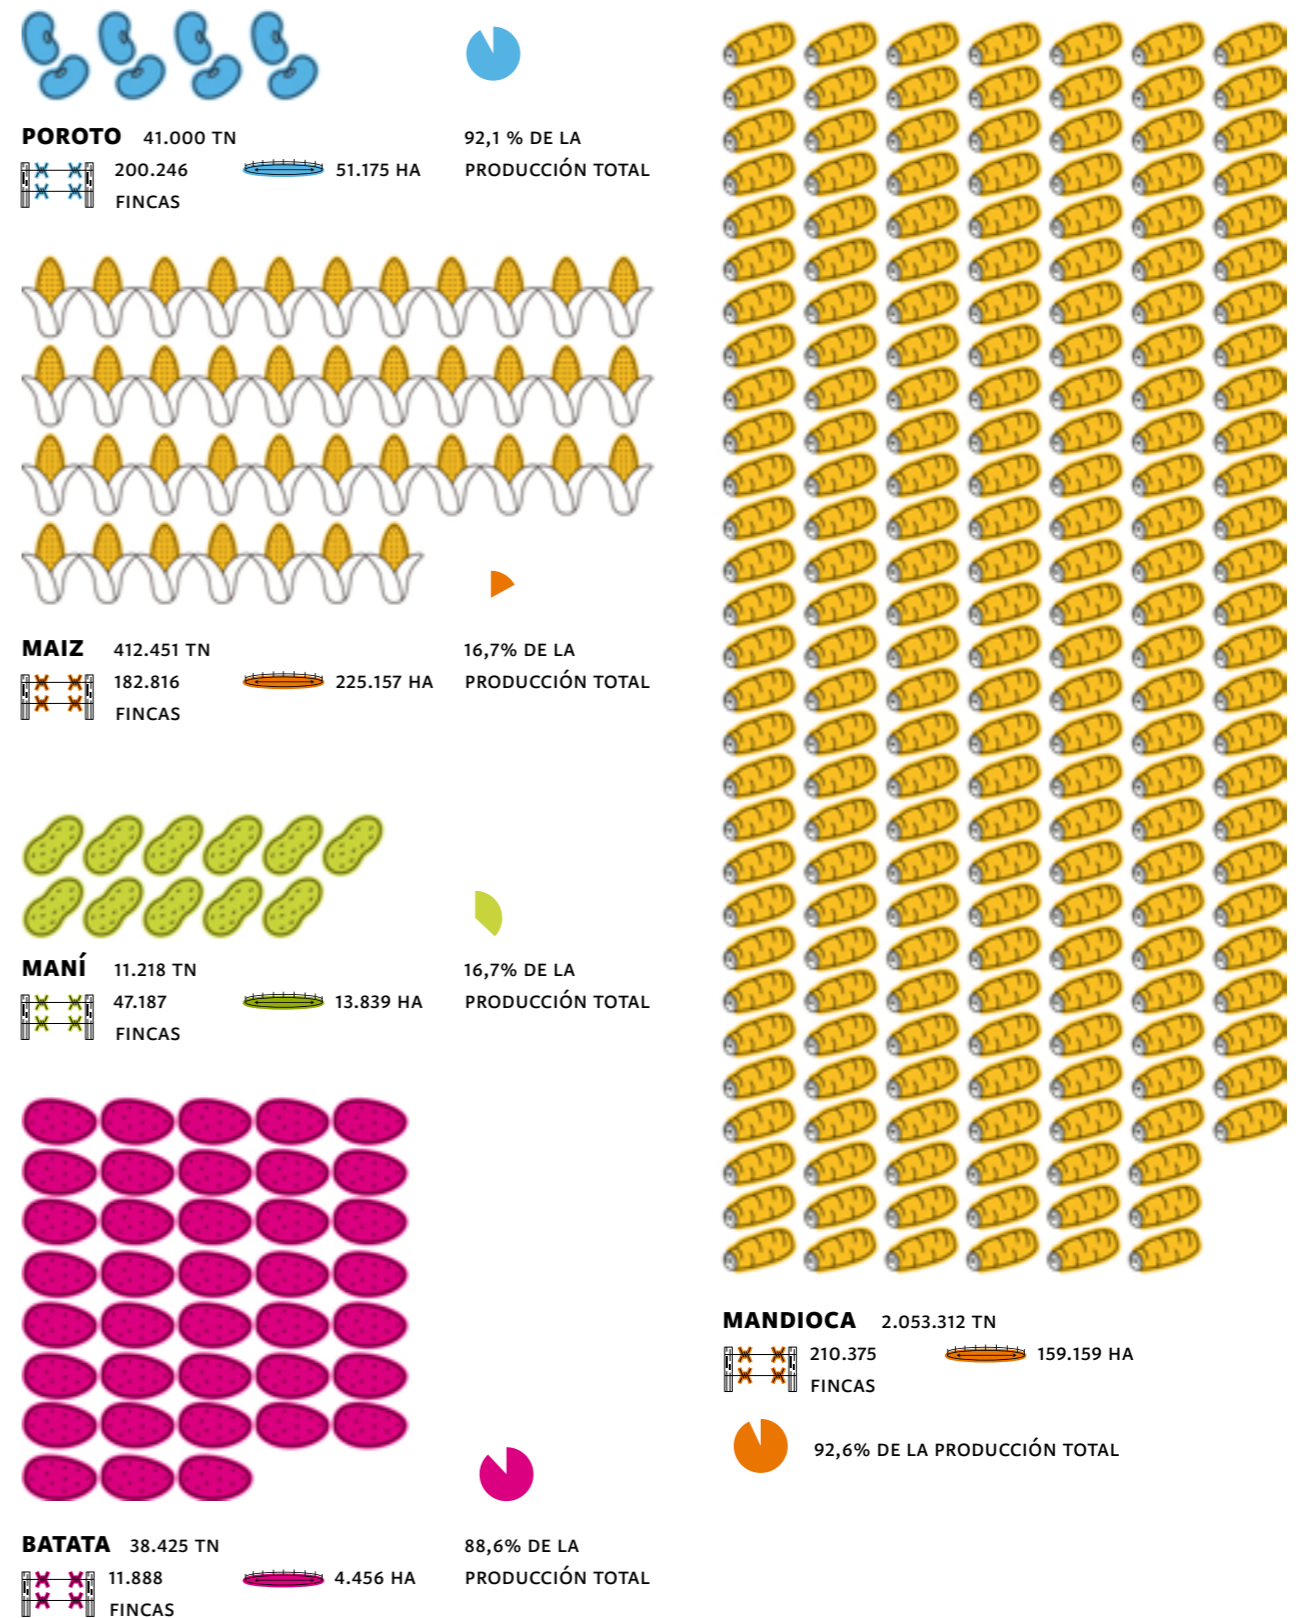 POROTO 41.000 TN
200.246
FINCAS
51.175 HA
92,1 % DE LA
PRODUCCIÓN TOTAL
MAIZ 412.451 TN
182.816
FINCAS
225.157 HA
16,7% DE LA
PRODUCCIÓN TOTAL
MANÍ 11.218 TN
47.187
FINCAS
13.839 HA
16,7% DE LA
PRODUCCIÓN TOTAL
BATATA 38.425 TN
11.888
FINCAS
4.456 HA
88,6% DE LA
PRODUCCIÓN TOTAL
MANDIOCA 2.053.312 TN
210.375
FINCAS
159.159 HA
92,6% DE LA PRODUCCIÓN TOTAL